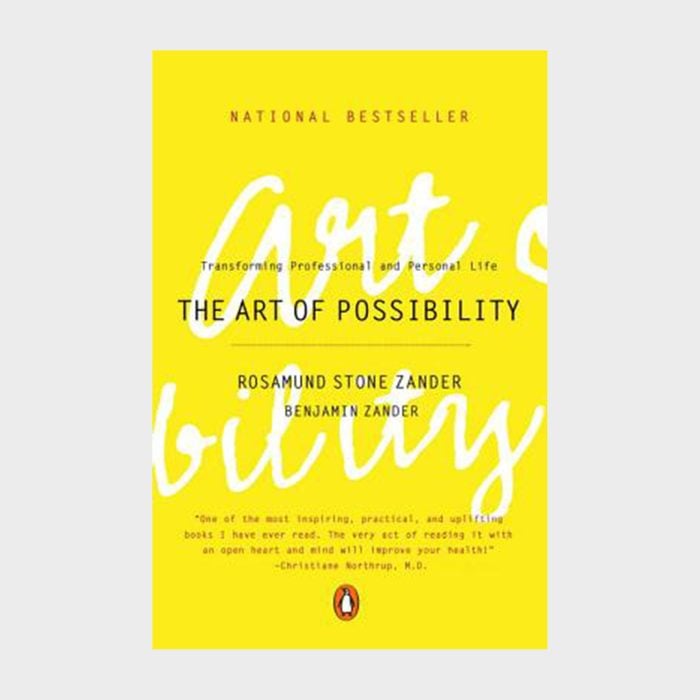 NATIONAL BESTSELLER
Art o
Transforming Professional and Personal Life
THE ART OF POSSIBILITY
ROSAMUND STONE ZANDER
BENJAMIN ZANDER
bility
"One of the most inspiring, practical, and uplifting
books I have ever read. The very act of reading it with
an open heart and mind will improve your health!"
-Christiane Northrup, M.D.